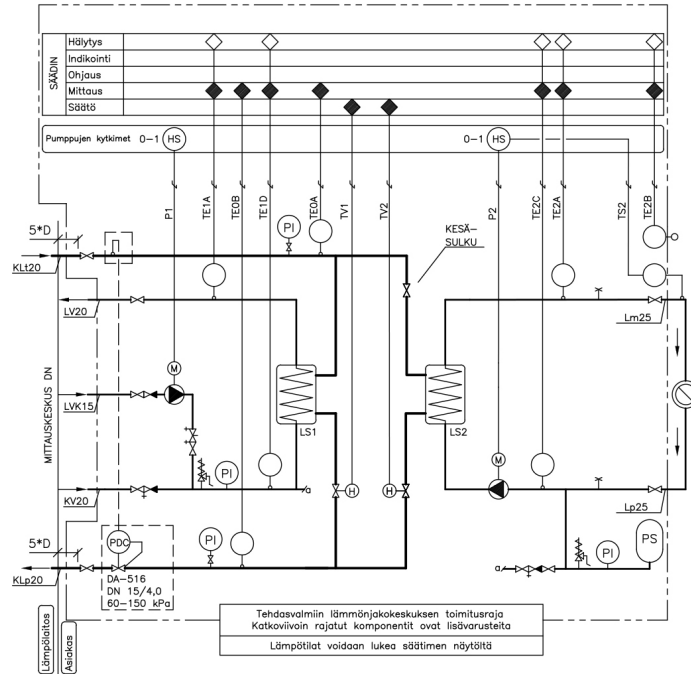 SÄÄDIN
Hälytys
Indikointi
Ohjaus
Mittaus
Säätö
Pumppujen kytkimet
0-1
HS
0-1
HS
P1
TE1A
TE0B
TE1D
TE0A
TV1
TV2
P2
TE2C
TE2A
TS2
TE2B
5*D
PI
KESÄ-
SULKU
KLt20
LV20
Lm25
M
LS1
LS2
MITTAUSKESKUS DN
LVK15
M
PI
H
H
KV20
a
Lp25
5*D
PDC
PI
PS
PI
a
KLp20
DA-516
DN 15/4,0
60-150 kPa
Lämpölaitos
Asiakas
Tehdasvalmiin lämmönjakokeskuksen toimitusraja
Katkoviivoin rajatut komponentit ovat lisävarusteita
Lämpötilat voidaan lukea säätimen näytöltä